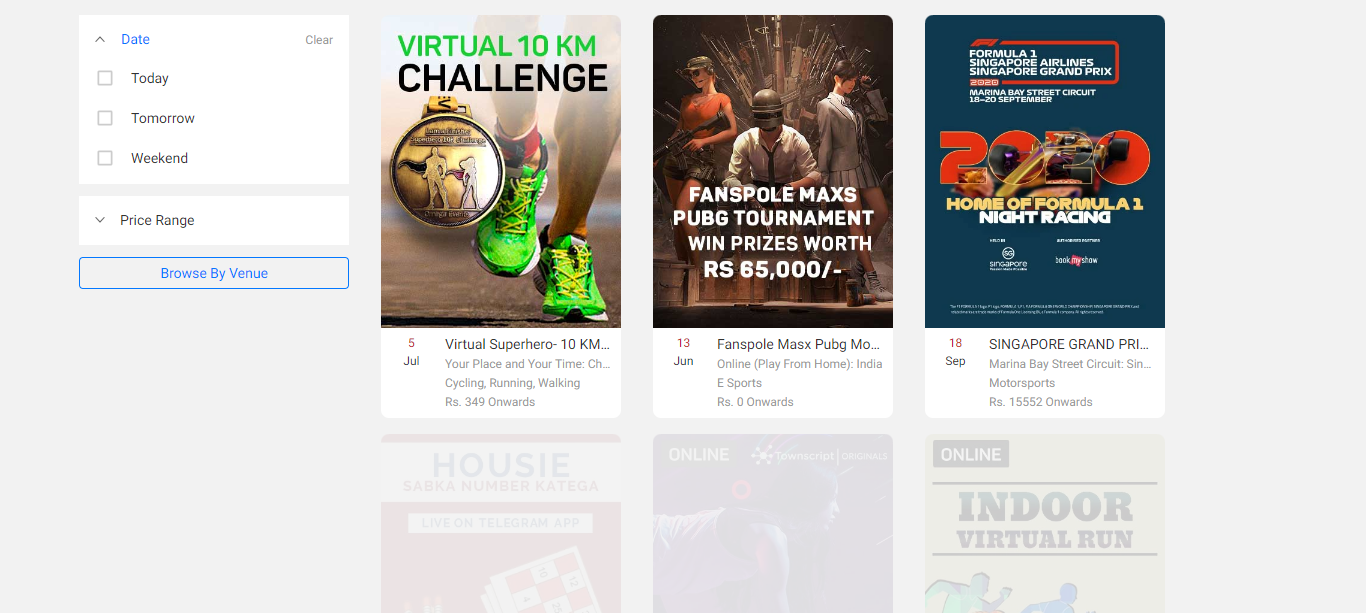 Date
Clear
Today
Tomorrow
Weekend
Price Range
Browse By Venue
VIRTUAL 10 KM
CHALLENGE
5
Jul
Virtual Superhero- 10 KM...
Your Place and Your Time: Ch...
Cycling, Running, Walking
Rs. 349 Onwards
FANSPOLE MAXS
PUBG TOURNAMENT
WIN PRIZES WORTH
RS 65,000/-
13
Jun
Fanspole Masx Pubg Mo...
Online (Play From Home): India
E Sports
Rs. 0 Onwards
FORMULA 1
SINGAPORE AIRLINES
SINGAPORE GRAND PRIX
2020
MARINA BAY STREET CIRCUIT
18–20 SEPTEMBER
2020
HOME OF FORMULA 1
NIGHT RACING
HELD IN
AUTHORISED PARTNER
SG
singapore
bookmyshow
18
Sep
SINGAPORE GRAND PRI...
Marina Bay Street Circuit: Sin...
Motorsports
Rs. 15552 Onwards
HOUSIE
SABKA NUMBER KATEGA
LIVE ON TELEGRAM APP
ONLINE
Townscript | ORIGINALS
ONLINE
INDOOR
VIRTUAL RUN